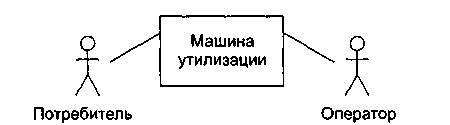 Машина
утилизации
Потребитель
Оператор